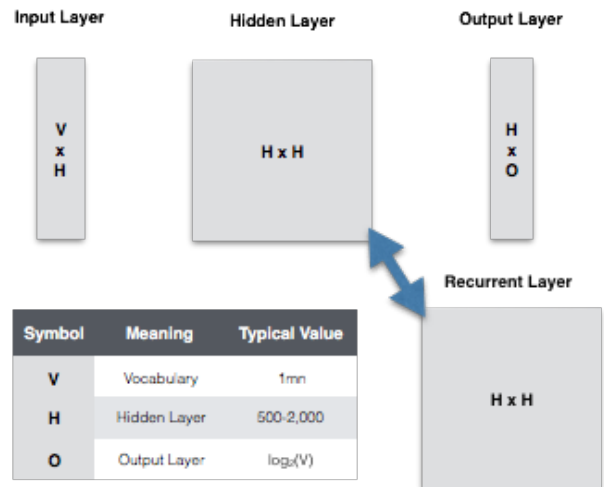 Input Layer
Hidden Layer
Output Layer
V
x
H
H x H
H
x
O
Recurrent Layer
H x H
Symbol Meaning Typical Value
V Vocabulary 1mn
H Hidden Layer 500-2,000
O Output Layer log₂(V)